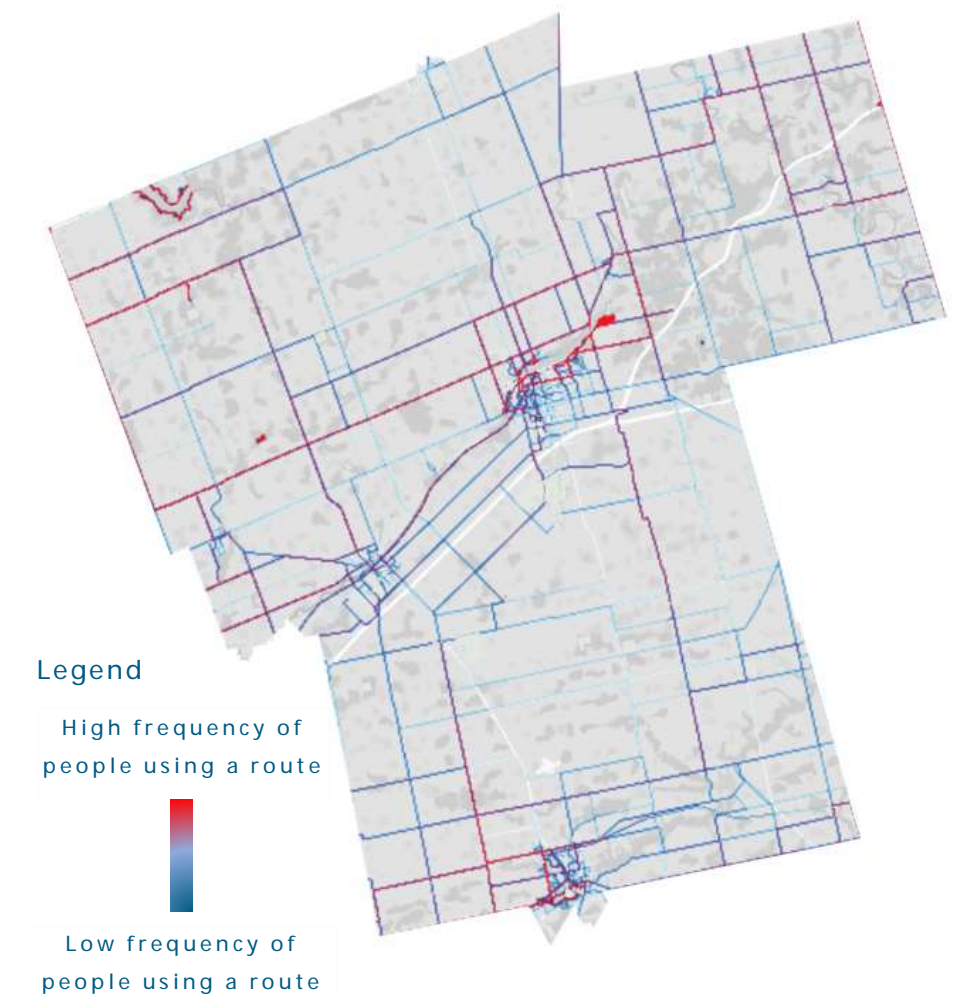 Legend
High frequency of
people using a route
Low frequency of
people using a route